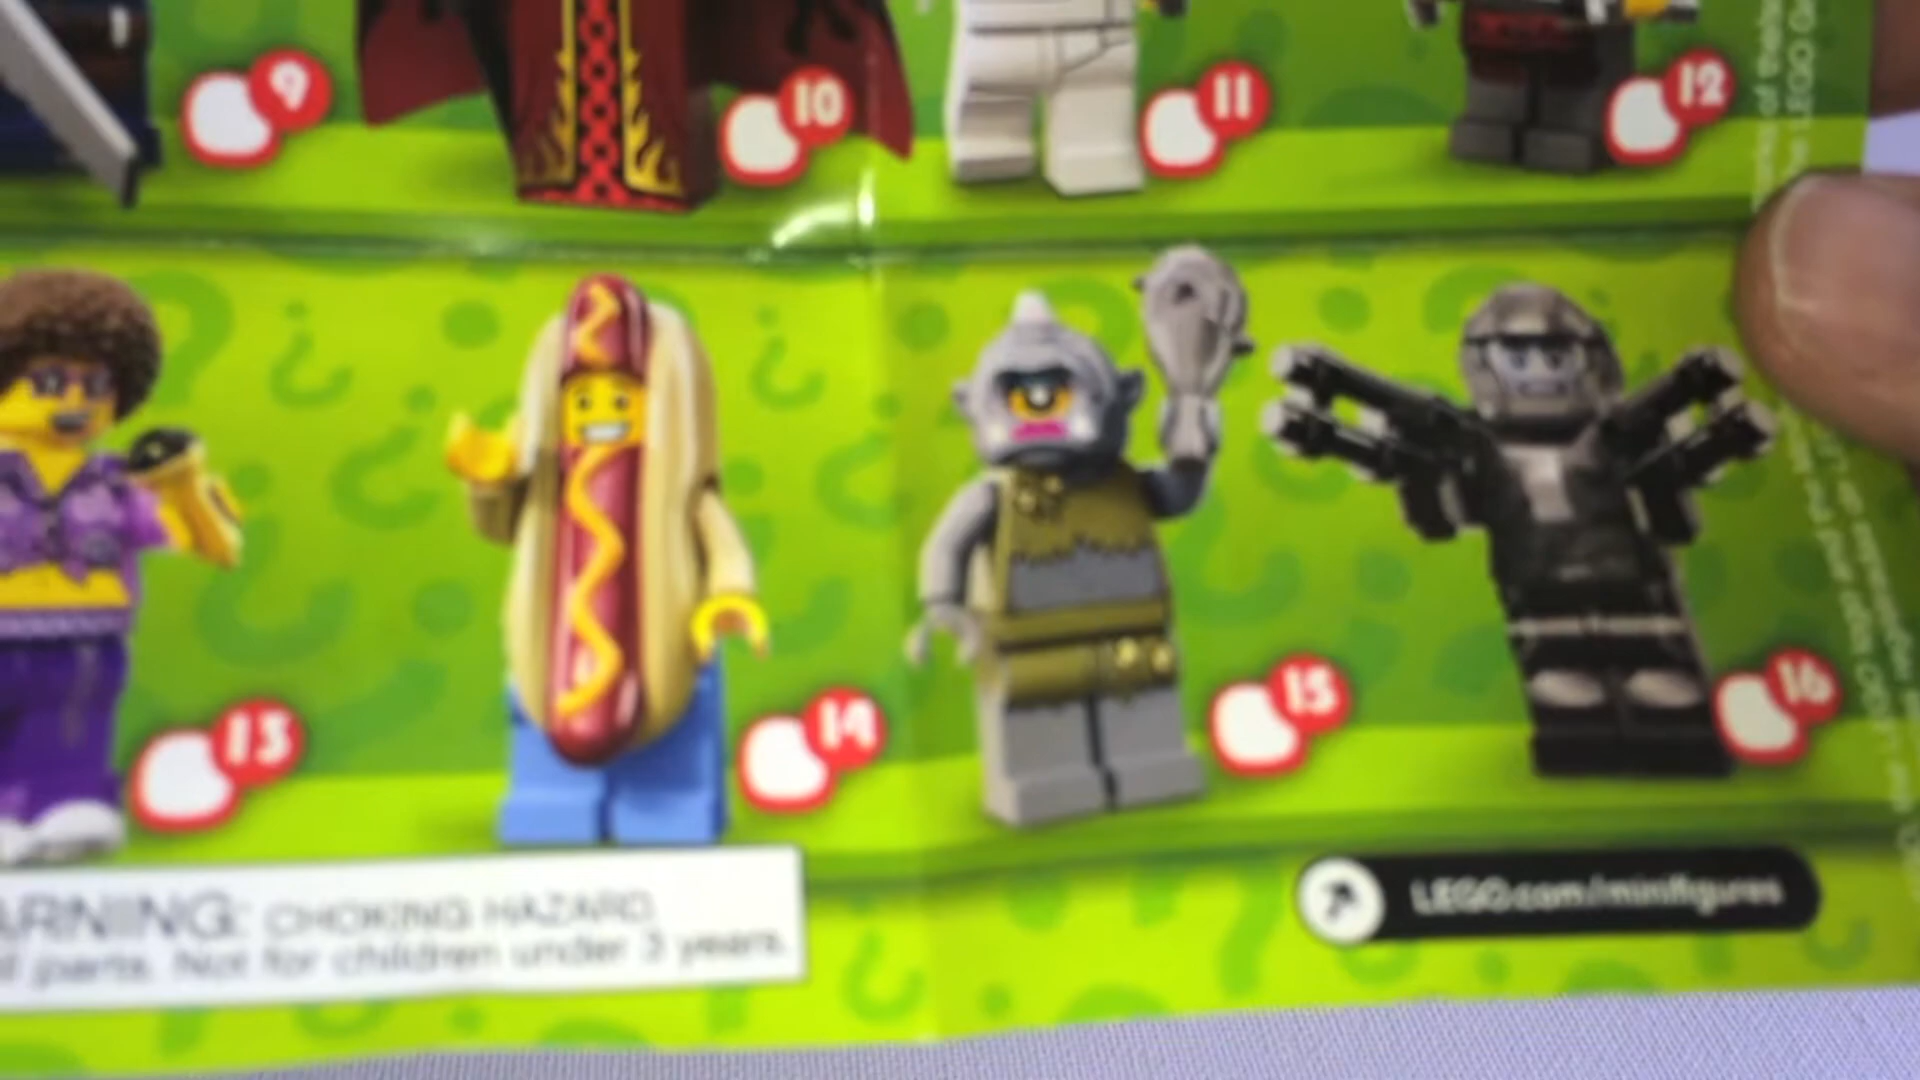 9
10
11
12
13
14
15
16
ARNING: CHOKING HAZARD.
parts. Not for children under 3 years.
LEGO.com/minifigures